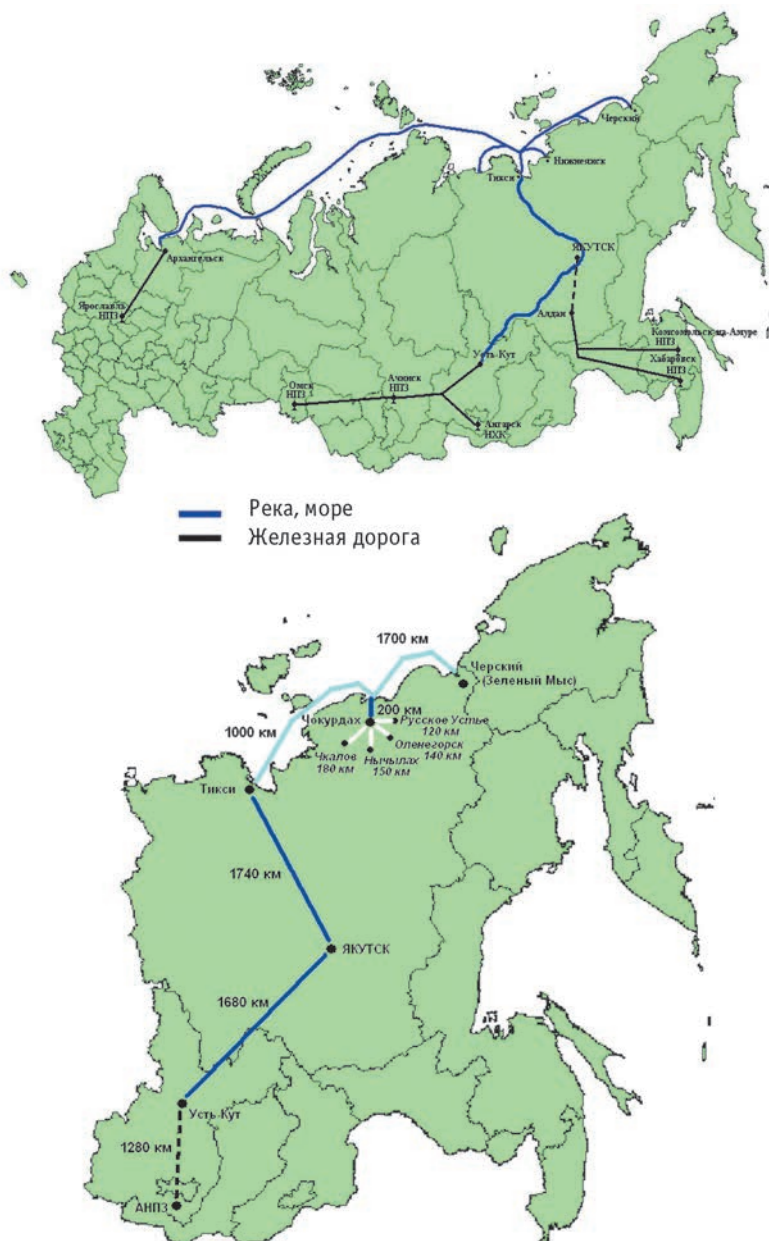 Черский
Нижнеянск
Тикси
ЯКУТСК
Архангельск
Ярославль
НПЗ
Алдан
Комсомольск-на-Амуре
НПЗ
Хабаровск
НПЗ
Усть-Кут
Ачинск
НПЗ
Омск
НПЗ
Ангарск
НХК
Река, море
Железная дорога
1700 км
Черский
(Зеленый Мыс)
200 км
Чокурдах
Русское Устье
120 км
1000 км
Оленегорск
140 км
Чкалов
180 км
Нычылах
150 км
Тикси
1740 км
ЯКУТСК
1680 км
Усть-Кут
1280 км
АНПЗ